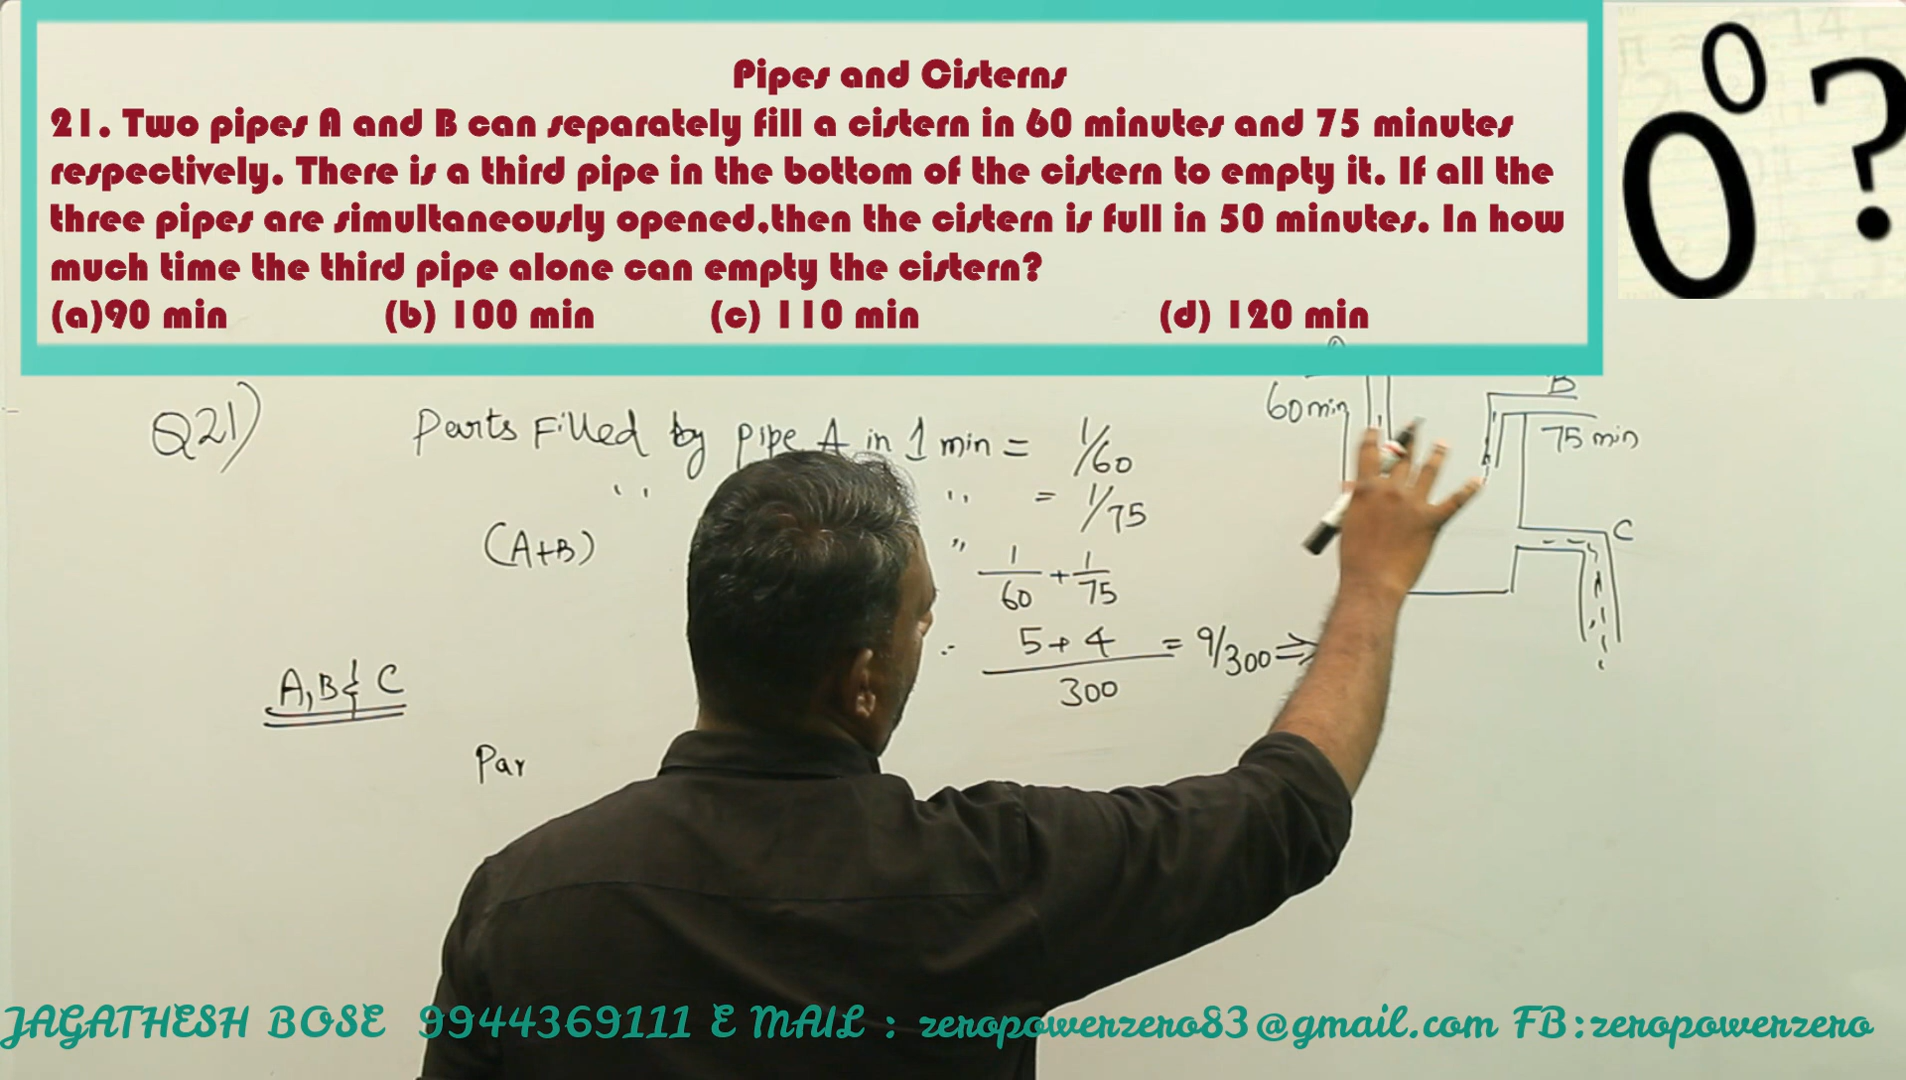 Pipes and Cisterns
21. Two pipes A and B can separately fill a cistern in 60 minutes and 75 minutes
respectively. There is a third pipe in the bottom of the cistern to empty it. If all the
three pipes are simultaneously opened,then the cistern is full in 50 minutes. In how
much time the third pipe alone can empty the cistern?
(a)90 min (b) 100 min (c) 110 min (d) 120 min
0⁰ ?
60min
B
75 min
C
Q21) Parts Filled by pipe A in 1 min = 1/60
" " = 1/75
(A+B) " 1/60 + 1/75
5+4/300 = 9/300 ⇒
A, B & C
Par
JAGATHESH BOSE 9944369111 E MAIL : zeropowerzero83@gmail.com FB:zeropowerzero